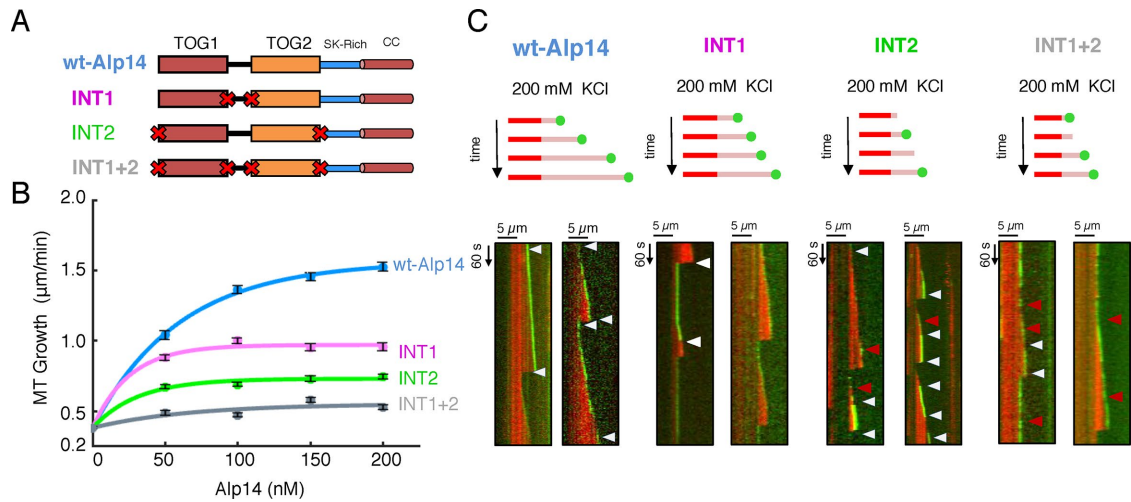 A
TOG1 TOG2 SK-Rich CC
wt-Alp14
INT1
INT2
INT1+2
B
2.0
1.5
1.0
0.5
0.2
MT Growth (μm/min)
wt-Alp14
INT1
INT2
INT1+2
0 50 100 150 200
Alp14 (nM)
C
wt-Alp14 INT1 INT2 INT1+2
200 mM KCl 200 mM KCl 200 mM KCl 200 mM KCl
time time time time
5 μm 5 μm 5 μm 5 μm 5 μm 5 μm 5 μm 5 μm
60 s 60 s 60 s 60 s